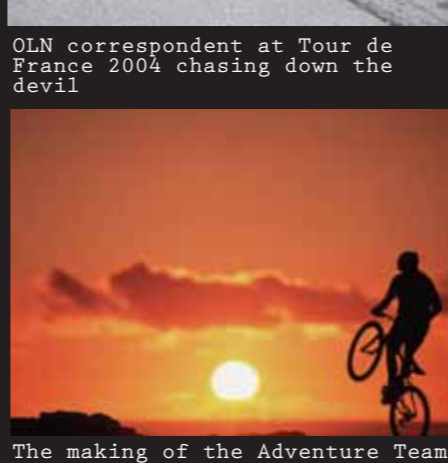 OLN correspondent at Tour de
France 2004 chasing down the
devil
The making of the Adventure Team